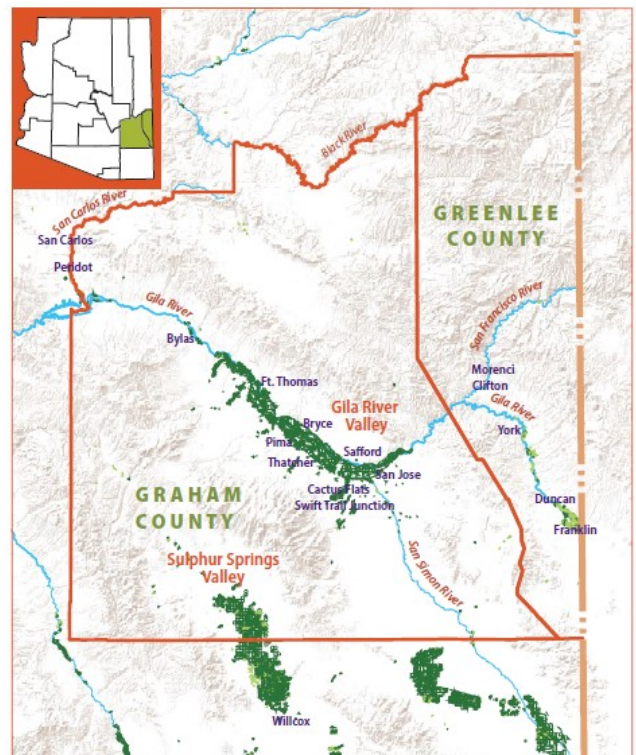 Black River
San Carlos River
GREENLEE
COUNTY
San Carlos
Peridot
San Francisco River
Gila River
Bylas
Morenci
Clifton
Ft. Thomas
Gila River
Gila River
Valley
Bryce
York
Pima
Safford
Thatcher
San Jose
Cactus Flats
Swift Trail Junction
GRAHAM
COUNTY
Duncan
Franklin
Sulphur Springs
Valley
San Simon River
Willcox